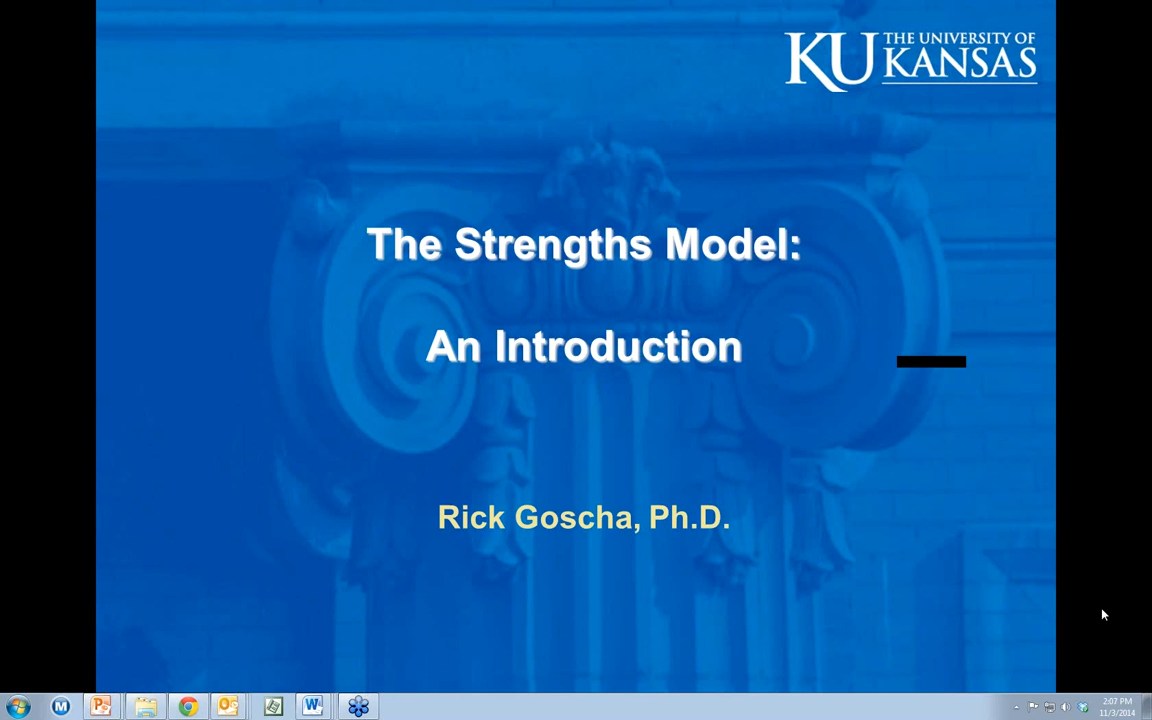 KU THE UNIVERSITY OF
KANSAS
The Strengths Model:
An Introduction
Rick Goscha, Ph.D.
2:07 PM
11/3/2014